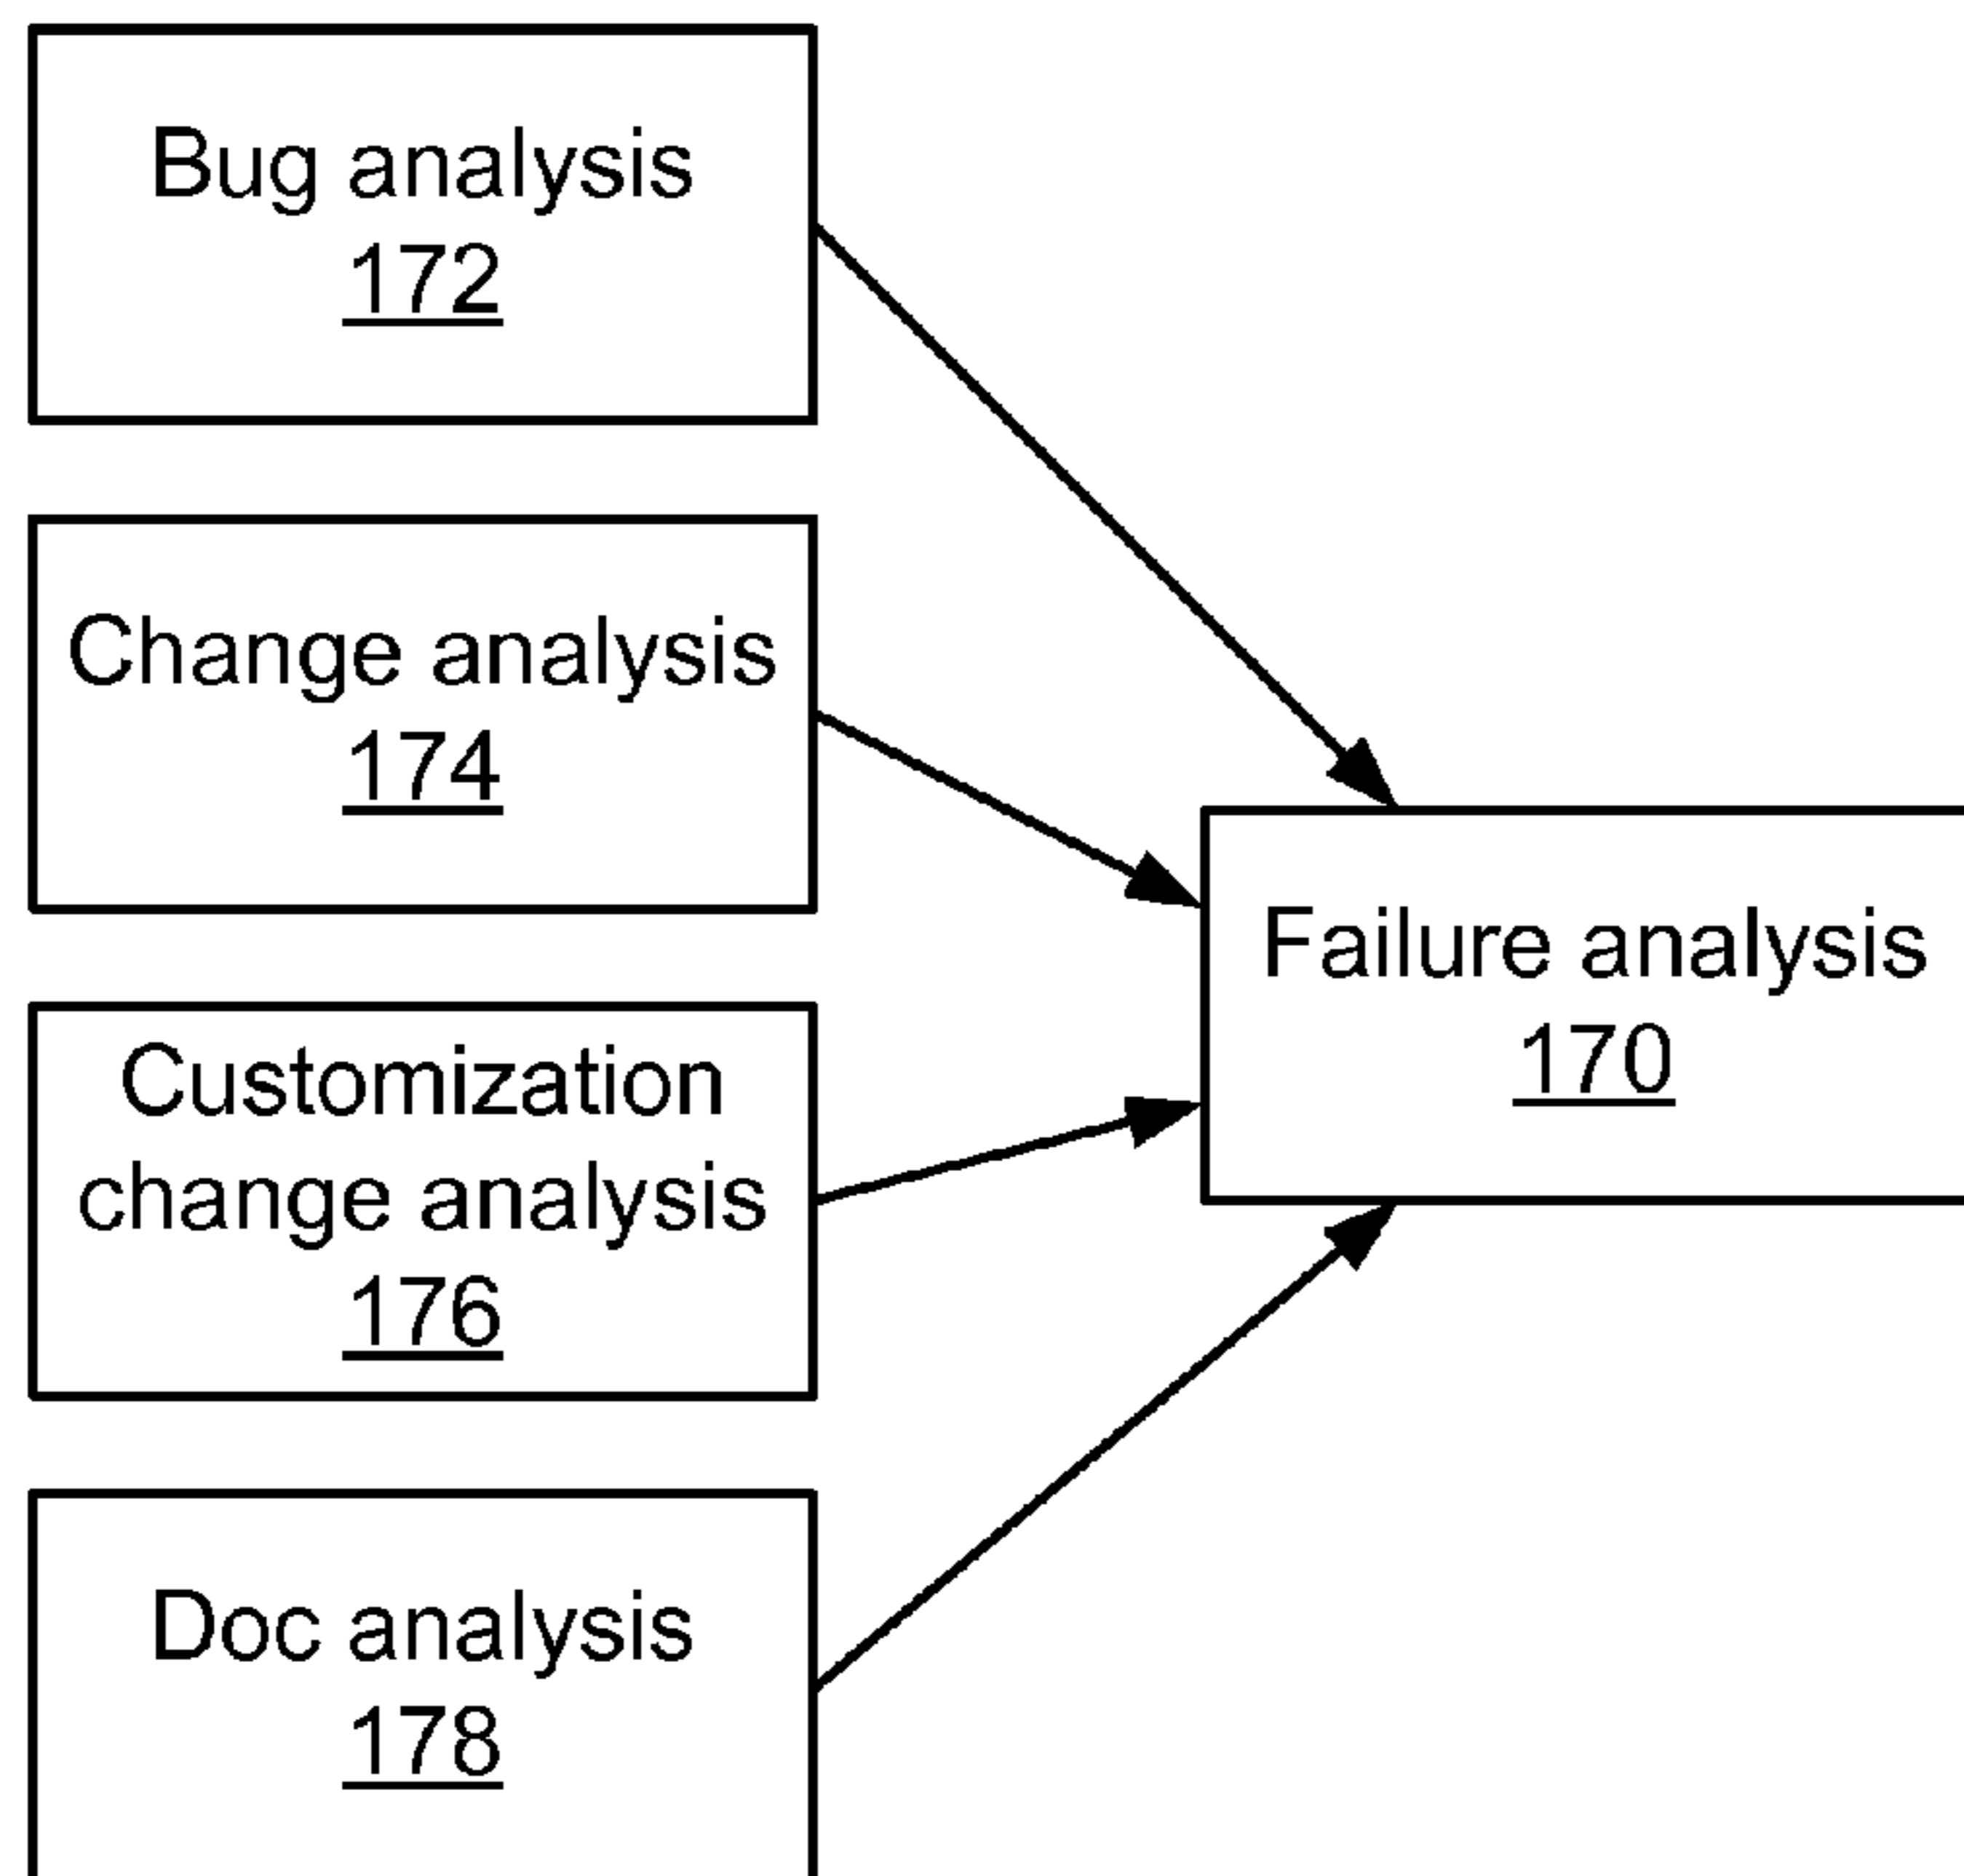 Bug analysis
172
Change analysis
174
Customization
change analysis
176
Doc analysis
178
Failure analysis
170